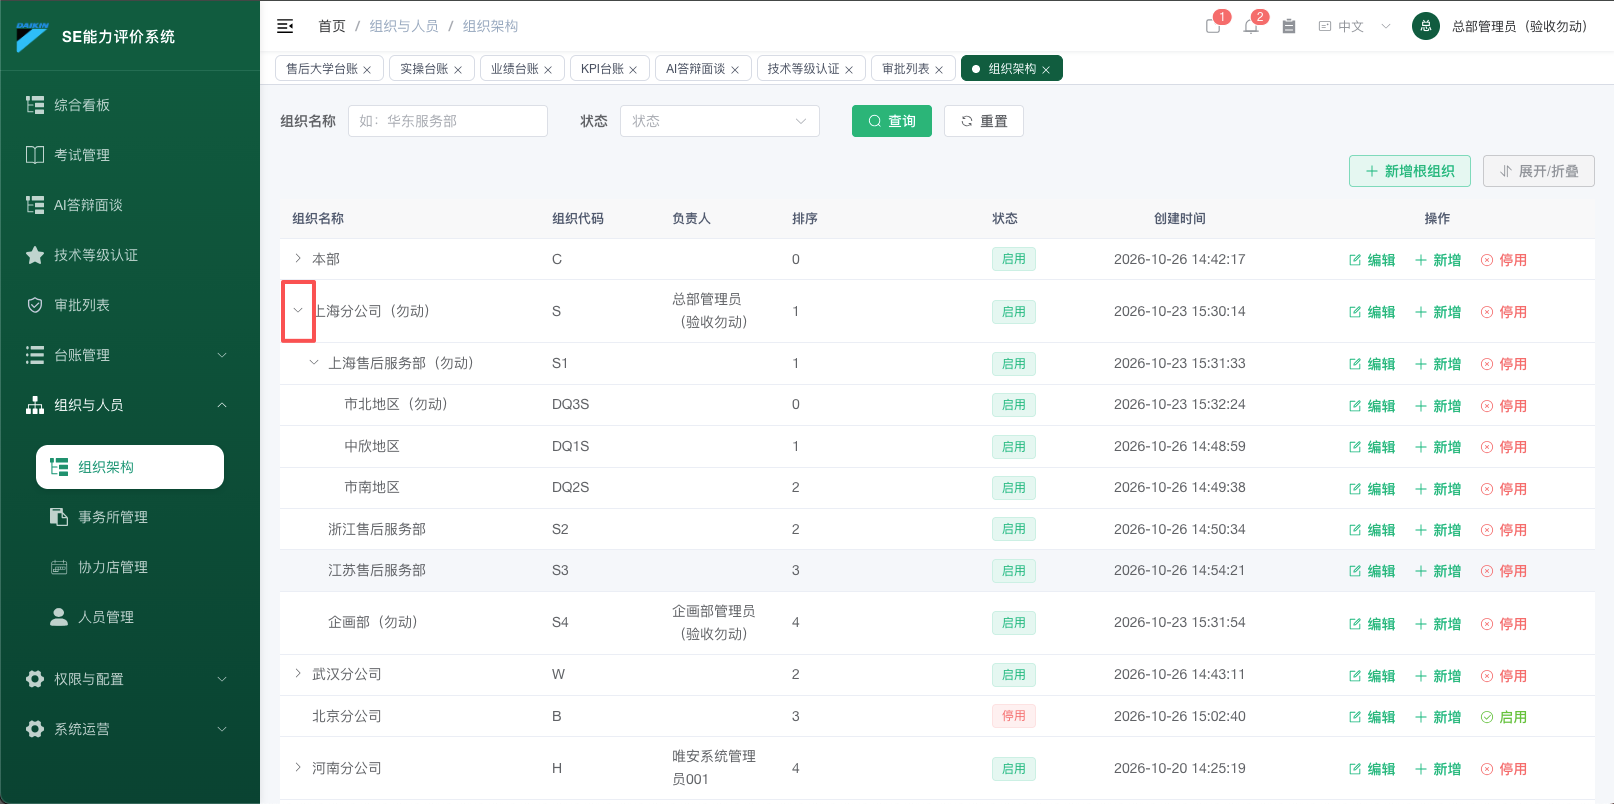 DAIKIN
SE能力评价系统
综合看板
考试管理
AI答辩面谈
技术等级认证
审批列表
台账管理
组织与人员
组织架构
事务所管理
协力店管理
人员管理
权限与配置
系统运营
首页 / 组织与人员 / 组织架构
1
2
中文
总
总部管理员（验收勿动）
售后大学台账 ×
实操台账 ×
业绩台账 ×
KPI台账 ×
AI答辩面谈 ×
技术等级认证 ×
审批列表 ×
组织架构 ×
组织名称 如：华东服务部 状态 状态 查询 重置
+ 新增根组织 展开/折叠
组织名称 组织代码 负责人 排序 状态 创建时间 操作
本部 C 0 启用 2026-10-26 14:42:17 编辑 + 新增 停用
上海分公司（勿动） S 总部管理员（验收勿动） 1 启用 2026-10-23 15:30:14 编辑 + 新增 停用
上海售后服务部（勿动） S1 1 启用 2026-10-23 15:31:33 编辑 + 新增 停用
市北地区（勿动） DQ3S 0 启用 2026-10-23 15:32:24 编辑 + 新增 停用
中欣地区 DQ1S 1 启用 2026-10-26 14:48:59 编辑 + 新增 停用
市南地区 DQ2S 2 启用 2026-10-26 14:49:38 编辑 + 新增 停用
浙江售后服务部 S2 2 启用 2026-10-26 14:50:34 编辑 + 新增 停用
江苏售后服务部 S3 3 启用 2026-10-26 14:54:21 编辑 + 新增 停用
企画部（勿动） S4 企画部管理员（验收勿动） 4 启用 2026-10-23 15:31:54 编辑 + 新增 停用
武汉分公司 W 2 启用 2026-10-26 14:43:11 编辑 + 新增 停用
北京分公司 B 3 停用 2026-10-26 15:02:40 编辑 + 新增 启用
河南分公司 H 唯安系统管理员001 4 启用 2026-10-20 14:25:19 编辑 + 新增 停用